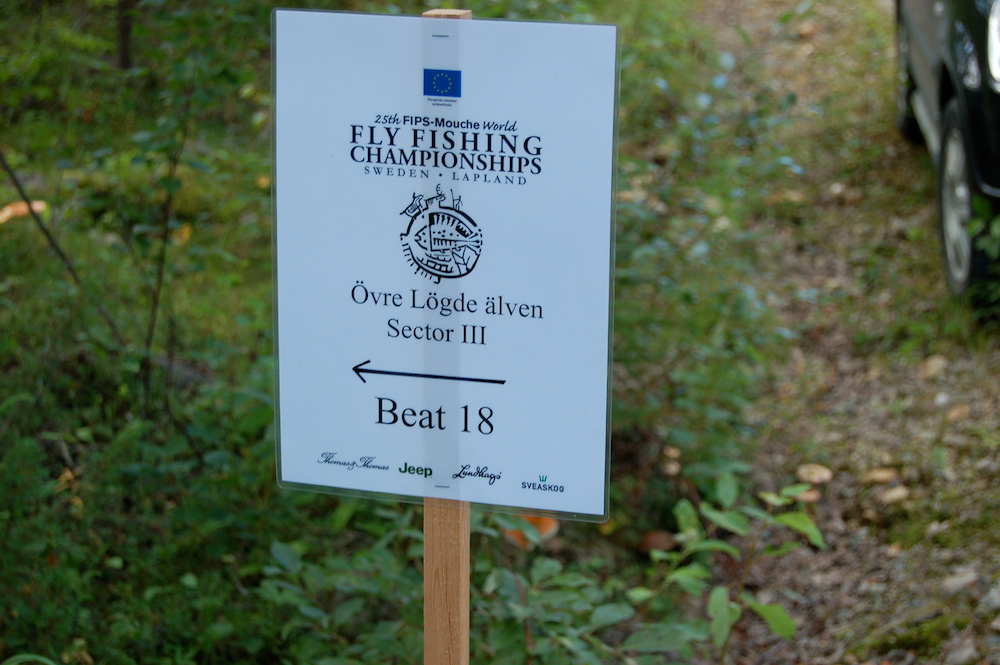 25th FIPS-Mouche World
FLY FISHING
CHAMPIONSHIPS
SWEDEN • LAPLAND
Övre Lögde älven
Sector III
Beat 18
Thomas & Thomas Jeep Lundhags SVEASKOG